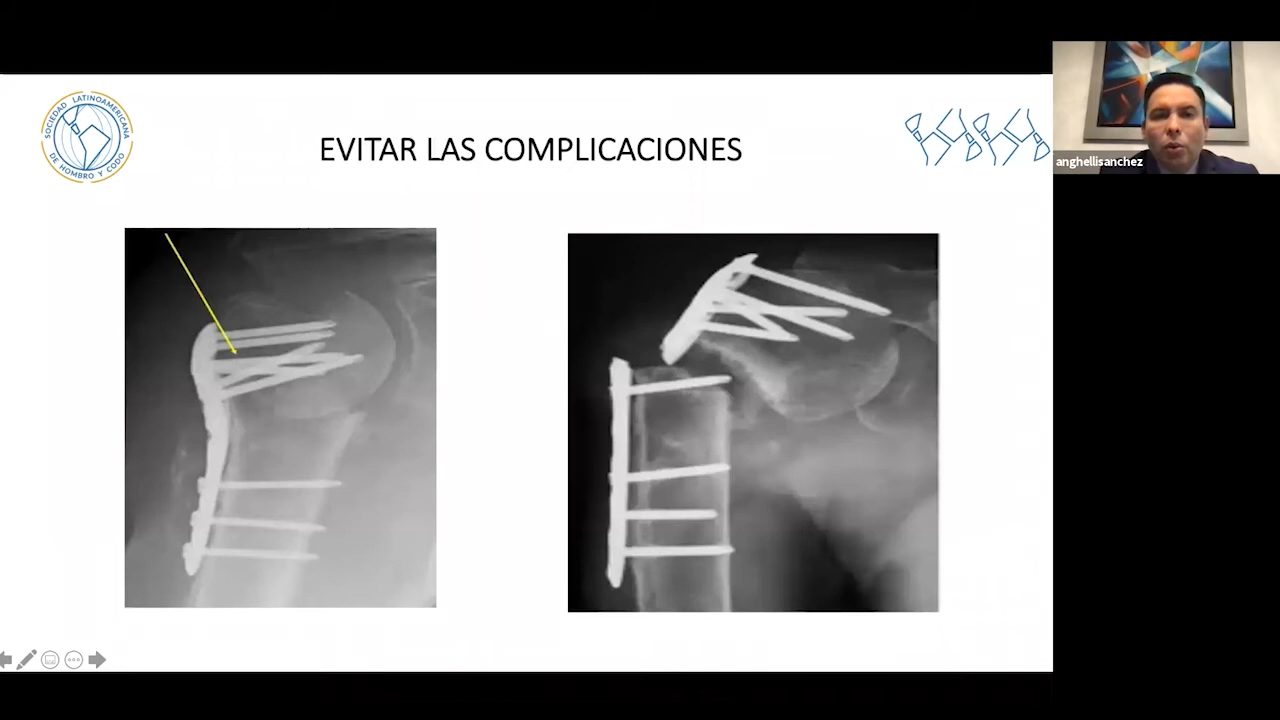 SOCIEDAD LATINOAMERICANA
DE HOMBRO Y CODO
EVITAR LAS COMPLICACIONES
anghellisanchez